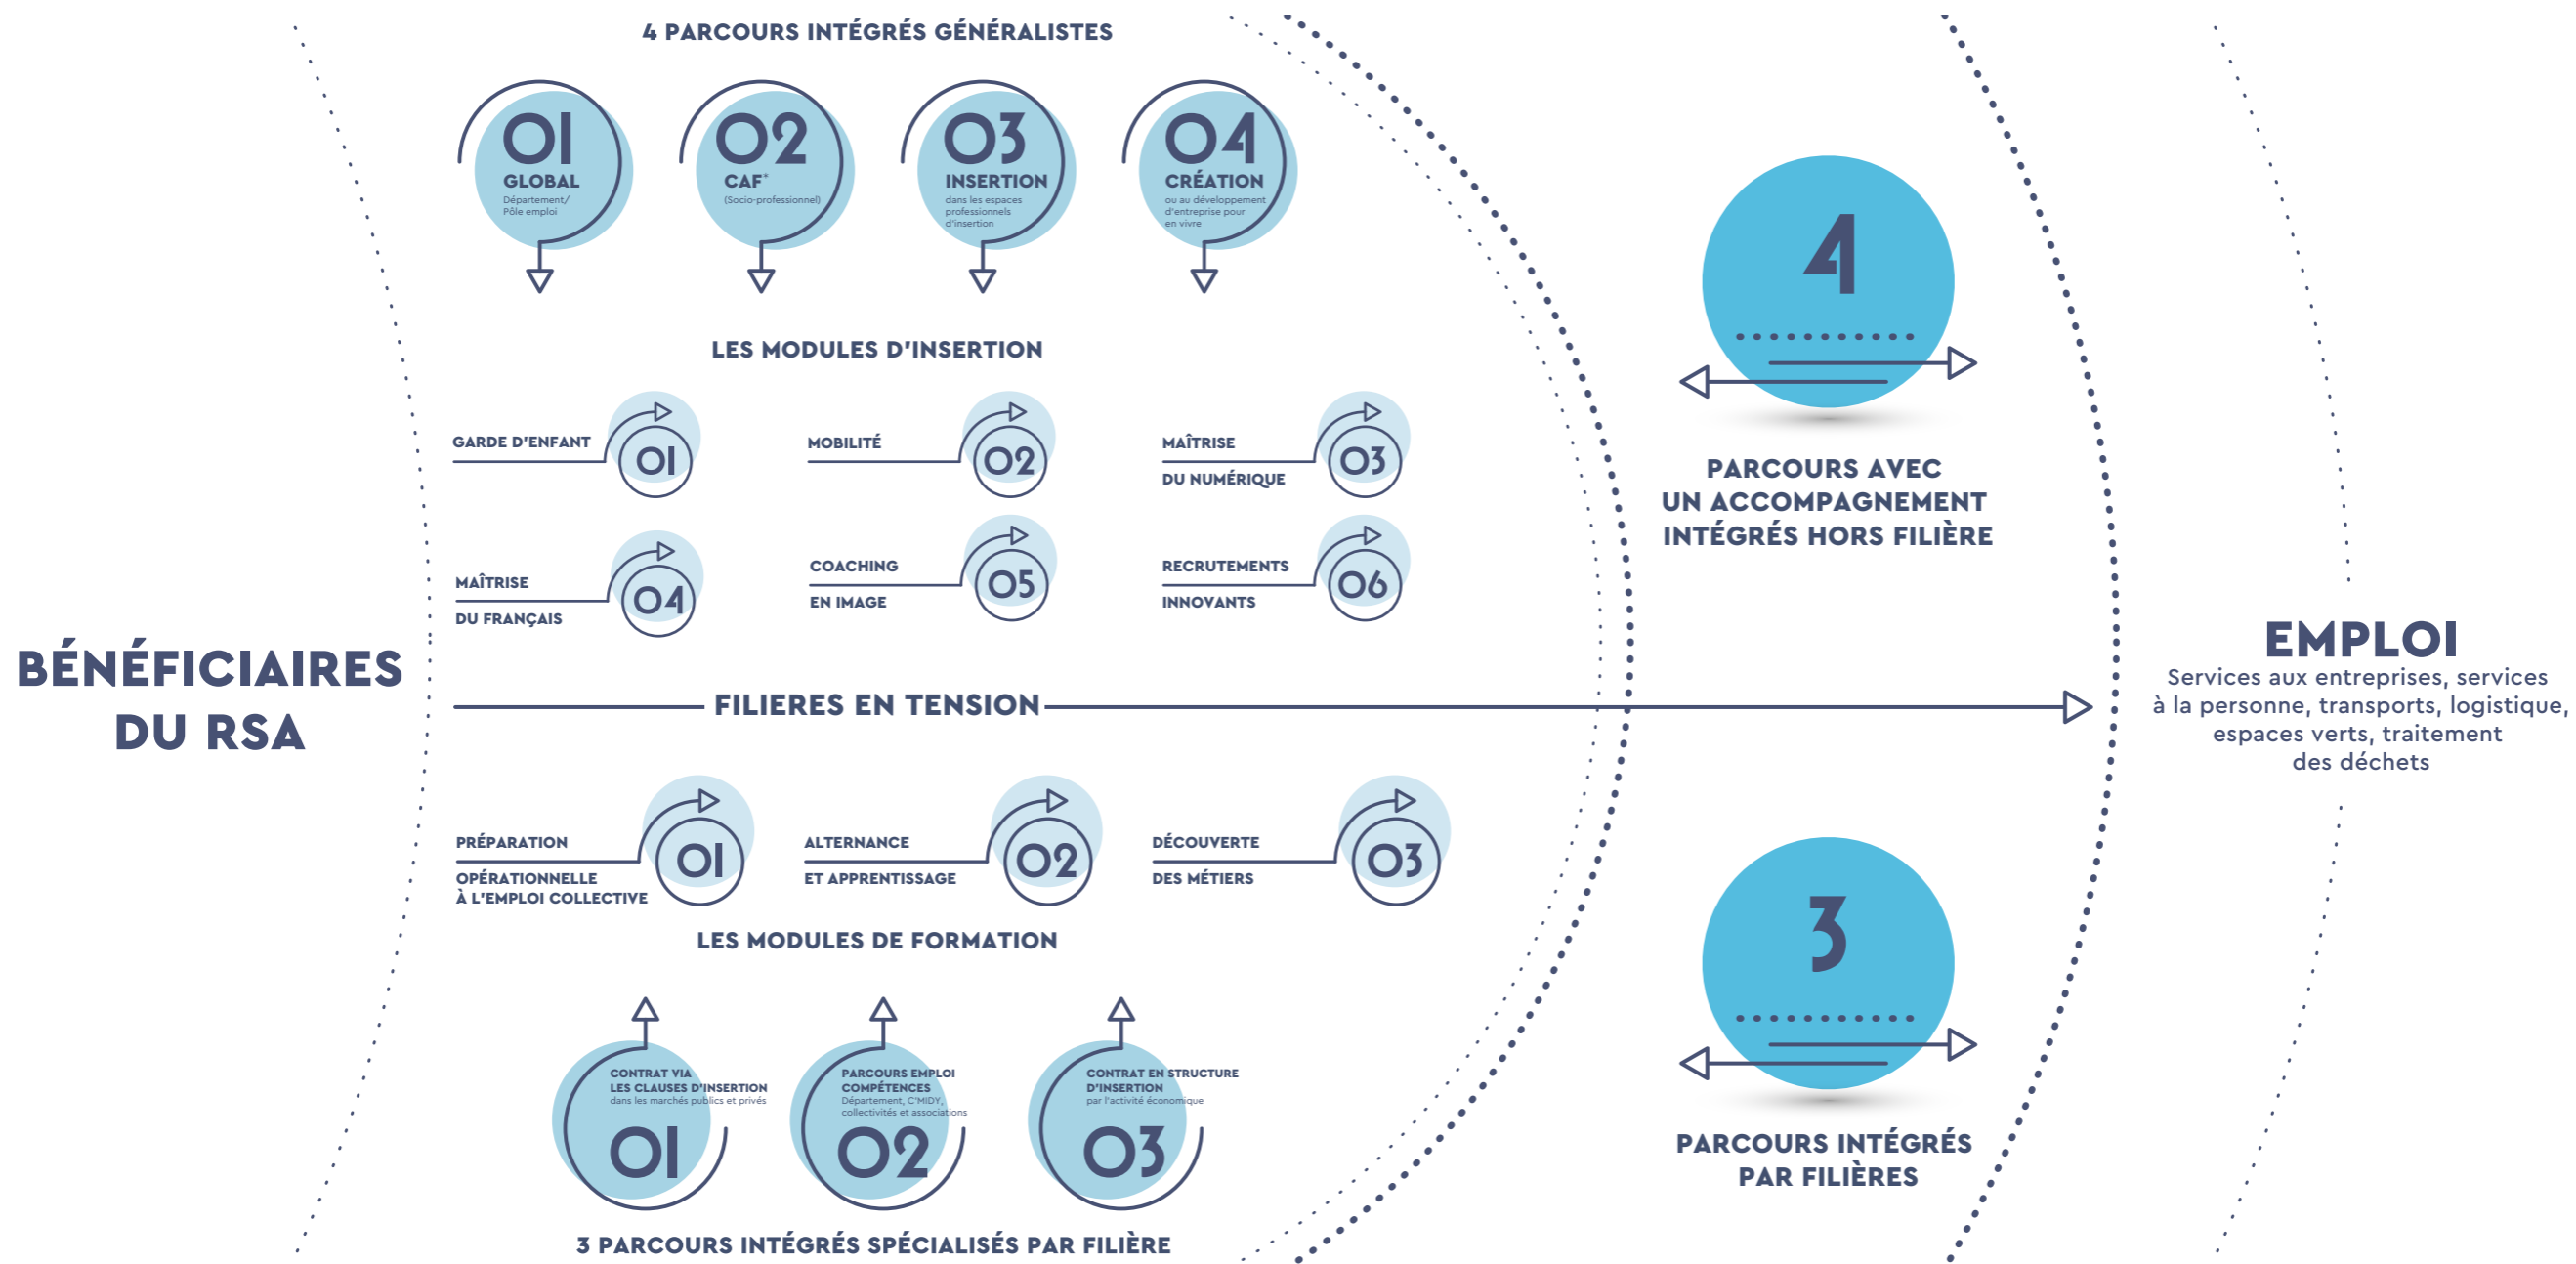 4 PARCOURS INTÉGRÉS GÉNÉRALISTES
01
GLOBAL
Département/
Pôle emploi
02
CAF*
(Socio-professionnel)
03
INSERTION
dans les espaces
professionnels
d'insertion
04
CRÉATION
ou au développement
d'entreprise pour
en vivre
LES MODULES D'INSERTION
GARDE D'ENFANT
01
MOBILITÉ
02
MAÎTRISE
DU NUMÉRIQUE
03
MAÎTRISE
DU FRANÇAIS
04
COACHING
EN IMAGE
05
RECRUTEMENTS
INNOVANTS
06
BÉNÉFICIAIRES
DU RSA
FILIERES EN TENSION
PRÉPARATION
OPÉRATIONNELLE
À L'EMPLOI COLLECTIVE
01
ALTERNANCE
ET APPRENTISSAGE
02
DÉCOUVERTE
DES MÉTIERS
03
LES MODULES DE FORMATION
CONTRAT VIA
LES CLAUSES D'INSERTION
dans les marchés publics et privés
01
PARCOURS EMPLOI
COMPÉTENCES
Département, C'MIDY,
collectivités et associations
02
CONTRAT EN STRUCTURE
D'INSERTION
par l'activité économique
03
3 PARCOURS INTÉGRÉS SPÉCIALISÉS PAR FILIÈRE
4
PARCOURS AVEC
UN ACCOMPAGNEMENT
INTÉGRÉS HORS FILIÈRE
3
PARCOURS INTÉGRÉS
PAR FILIÈRES
EMPLOI
Services aux entreprises, services
à la personne, transports, logistique,
espaces verts, traitement
des déchets